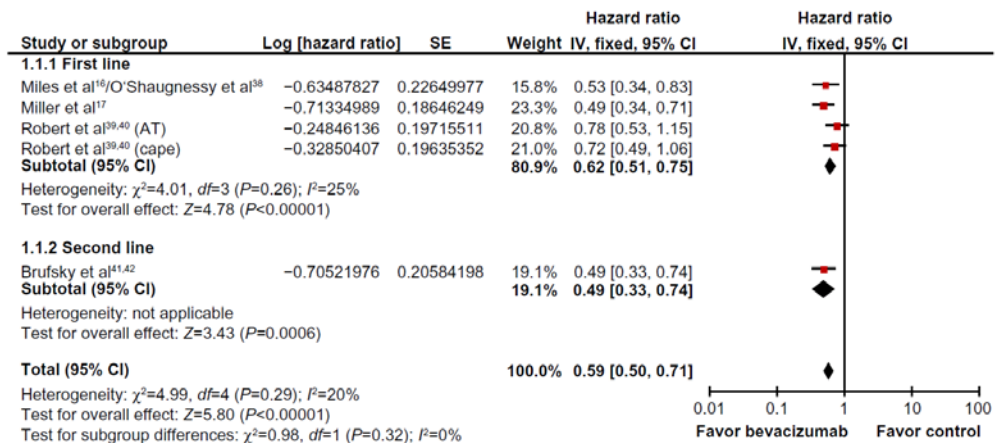 Hazard ratio Hazard ratio
Study or subgroup Log [hazard ratio] SE Weight IV, fixed, 95% CI IV, fixed, 95% CI
1.1.1 First line
Miles et al¹⁶/O'Shaugnessy et al³⁸ −0.63487827 0.22649977 15.8% 0.53 [0.34, 0.83]
Miller et al¹⁷ −0.71334989 0.18646249 23.3% 0.49 [0.34, 0.71]
Robert et al³⁹,⁴⁰ (AT) −0.24846136 0.19715511 20.8% 0.78 [0.53, 1.15]
Robert et al³⁹,⁴⁰ (cape) −0.32850407 0.19635352 21.0% 0.72 [0.49, 1.06]
Subtotal (95% CI) 80.9% 0.62 [0.51, 0.75]
Heterogeneity: χ²=4.01, df=3 (P=0.26); I²=25%
Test for overall effect: Z=4.78 (P<0.00001)
1.1.2 Second line
Brufsky et al⁴¹,⁴² −0.70521976 0.20584198 19.1% 0.49 [0.33, 0.74]
Subtotal (95% CI) 19.1% 0.49 [0.33, 0.74]
Heterogeneity: not applicable
Test for overall effect: Z=3.43 (P=0.0006)
Total (95% CI) 100.0% 0.59 [0.50, 0.71]
Heterogeneity: χ²=4.99, df=4 (P=0.29); I²=20%
Test for overall effect: Z=5.80 (P<0.00001)
Test for subgroup differences: χ²=0.98, df=1 (P=0.32); I²=0%
0.01 0.1 1 10 100
Favor bevacizumab Favor control